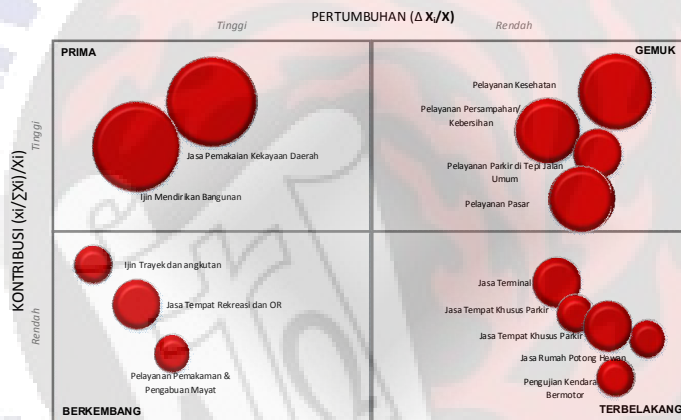 PERTUMBUHAN (Δ Xᵢ/X)
Tinggi
Rendah
KONTRIBUSI (xi/∑Xi)/Xi)
Tinggi
Rendah
PRIMA
Jasa Pemakaian Kekayaan Daerah
Ijin Mendirikan Bangunan
GEMUK
Pelayanan Kesehatan
Pelayanan Persampahan/
Kebersihan
Pelayanan Parkir di Tepi Jalan
Umum
Pelayanan Pasar
Ijin Trayek dan angkutan
Jasa Tempat Rekreasi dan OR
Pelayanan Pemakaman &
Pengabuan Mayat
BERKEMBANG
Jasa Terminal
Jasa Tempat Khusus Parkir
Jasa Tempat Khusus Parkir
Jasa Rumah Potong Hewan
Pengujian Kendara
Bermotor
TERBELAKANG